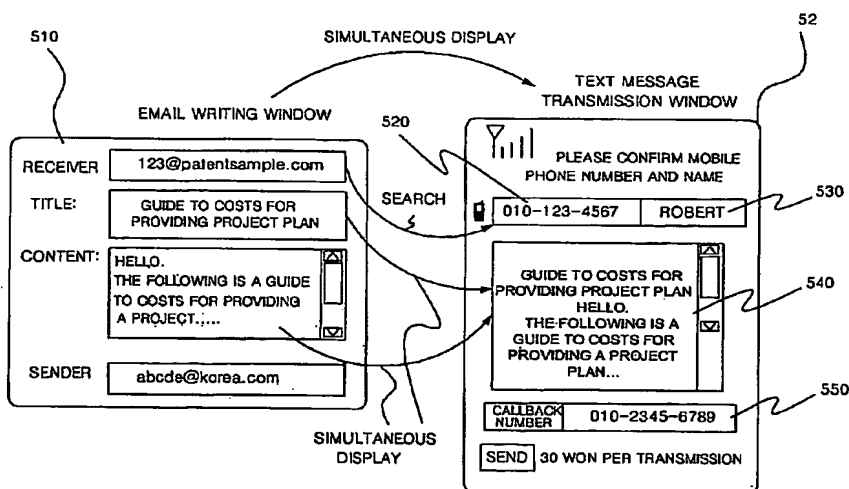 510
SIMULTANEOUS DISPLAY
52
EMAIL WRITING WINDOW
TEXT MESSAGE
TRANSMISSION WINDOW
RECEIVER
123@patentsample.com
TITLE:
GUIDE TO COSTS FOR
PROVIDING PROJECT PLAN
CONTENT:
HELLO.
THE FOLLOWING IS A GUIDE
TO COSTS FOR PROVIDING
A PROJECT....
SENDER
abcde@korea.com
SEARCH
SIMULTANEOUS
DISPLAY
520
PLEASE CONFIRM MOBILE
PHONE NUMBER AND NAME
010-123-4567
ROBERT
530
GUIDE TO COSTS FOR
PROVIDING PROJECT PLAN
HELLO.
THE FOLLOWING IS A
GUIDE TO COSTS FOR
PROVIDING A PROJECT
PLAN...
540
CALLBACK
NUMBER
010-2345-6789
550
SEND
30 WON PER TRANSMISSION